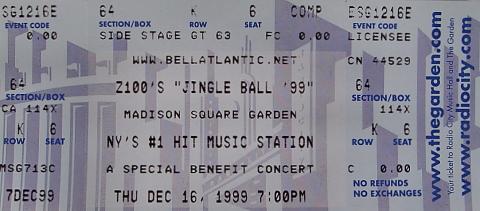 SG1216E 64 K 6 COMP ESG1216E
EVENT CODE SECTION/BOX ROW SEAT EVENT CODE
0.00 SIDE STAGE GT 63 FC 0.00 LICENSEE
WWW.BELLATLANTIC.NET CN 44529
64 Z100'S "JINGLE BALL '99" 64
SECTION/BOX SECTION/BOX
CA 114X MADISON SQUARE GARDEN 114X
K 6 NY'S #1 HIT MUSIC STATION K 6
ROW SEAT ROW SEAT
MSG713C A SPECIAL BENEFIT CONCERT C 0.00
7DEC99 THU DEC 16, 1999 7:00PM NO REFUNDS
NO EXCHANGES
www.thegarden.com
Your ticket to Radio City Music Hall and The Garden
www.radiocity.com